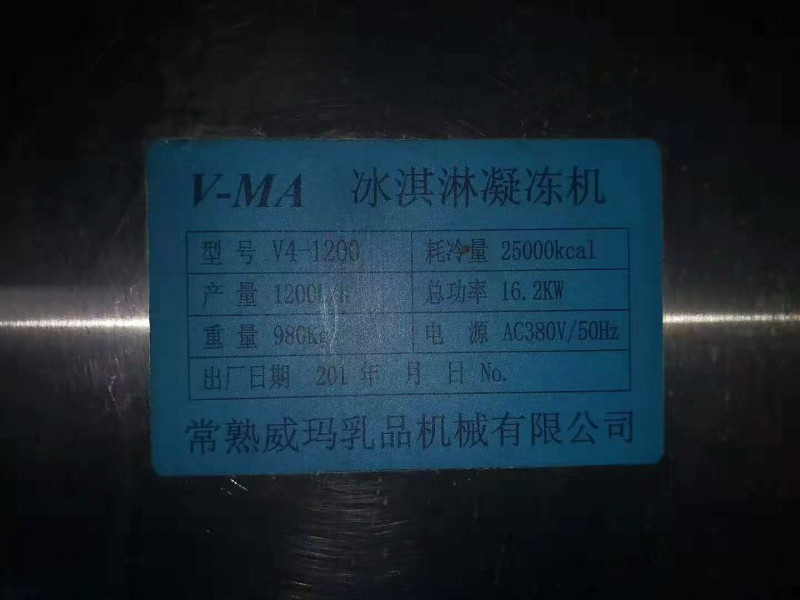 V-MA 冰淇淋凝冻机
型号 V4-1200 耗冷量 25000kcal
产量 1200L/h 总功率 16.2KW
重量 980Kg 电源 AC380V/50Hz
出厂日期 201 年 月 日 No.
常熟威玛乳品机械有限公司